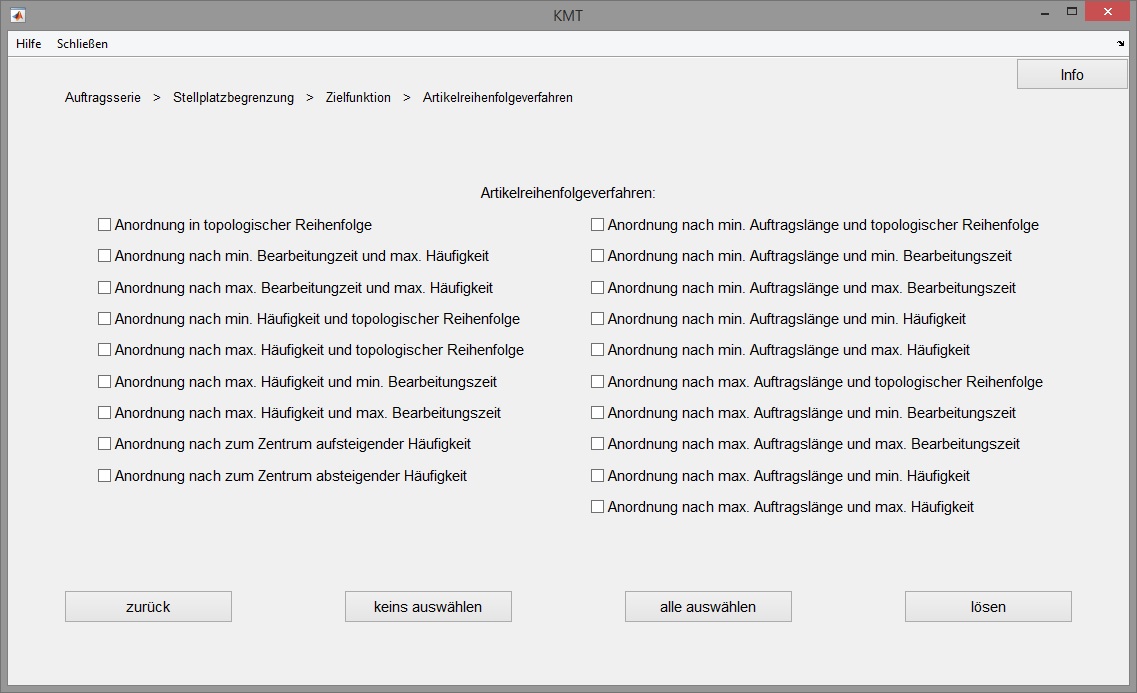 KMT
Hilfe Schließen
Info
Auftragsserie > Stellplatzbegrenzung > Zielfunktion > Artikelreihenfolgeverfahren
Artikelreihenfolgeverfahren:
Anordnung in topologischer Reihenfolge
Anordnung nach min. Bearbeitungzeit und max. Häufigkeit
Anordnung nach max. Bearbeitungzeit und max. Häufigkeit
Anordnung nach min. Häufigkeit und topologischer Reihenfolge
Anordnung nach max. Häufigkeit und topologischer Reihenfolge
Anordnung nach max. Häufigkeit und min. Bearbeitungszeit
Anordnung nach max. Häufigkeit und max. Bearbeitungszeit
Anordnung nach zum Zentrum aufsteigender Häufigkeit
Anordnung nach zum Zentrum absteigender Häufigkeit
Anordnung nach min. Auftragslänge und topologischer Reihenfolge
Anordnung nach min. Auftragslänge und min. Bearbeitungszeit
Anordnung nach min. Auftragslänge und max. Bearbeitungszeit
Anordnung nach min. Auftragslänge und min. Häufigkeit
Anordnung nach min. Auftragslänge und max. Häufigkeit
Anordnung nach max. Auftragslänge und topologischer Reihenfolge
Anordnung nach max. Auftragslänge und min. Bearbeitungszeit
Anordnung nach max. Auftragslänge und max. Bearbeitungszeit
Anordnung nach max. Auftragslänge und min. Häufigkeit
Anordnung nach max. Auftragslänge und max. Häufigkeit
zurück keins auswählen alle auswählen lösen